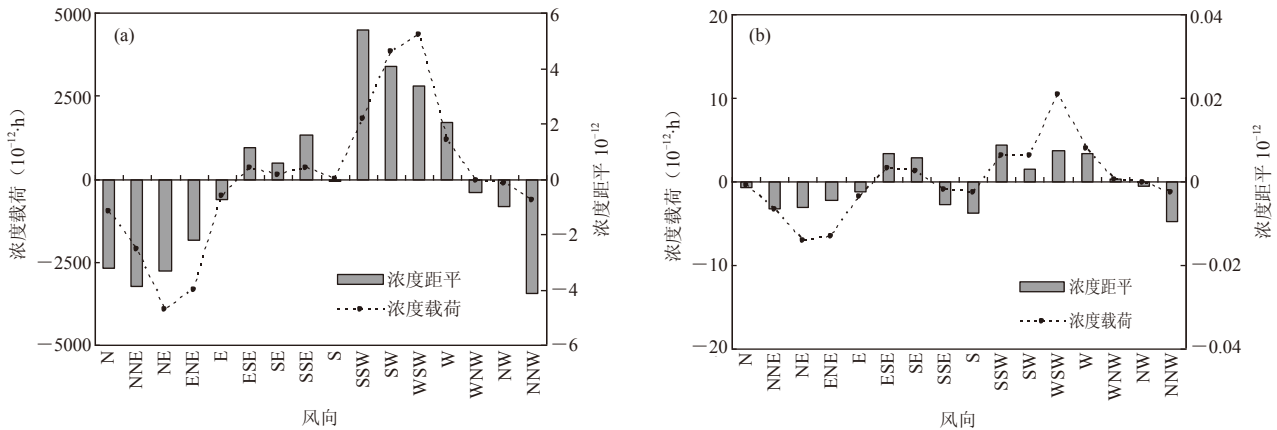 (a)
浓度载荷（10⁻¹²·h）
5000
2500
0
－2500
－5000
6
4
2
0
－2
－4
－6
浓度距平 10⁻¹²
浓度距平
浓度载荷
N NNE NE ENE E ESE SE SSE S SSW SW WSW W WNW NW NNW
风向
(b)
浓度载荷（10⁻¹²·h）
20
10
0
－10
－20
0.04
0.02
0
－0.02
－0.04
浓度距平 10⁻¹²
浓度距平
浓度载荷
N NNE NE ENE E ESE SE SSE S SSW SW WSW W WNW NW NNW
风向